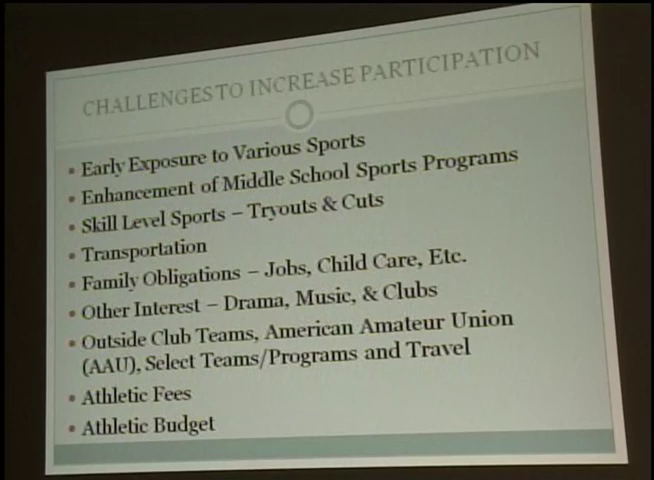 CHALLENGES TO INCREASE PARTICIPATION
• Early Exposure to Various Sports
• Enhancement of Middle School Sports Programs
• Skill Level Sports – Tryouts & Cuts
• Transportation
• Family Obligations – Jobs, Child Care, Etc.
• Other Interest – Drama, Music, & Clubs
• Outside Club Teams, American Amateur Union
(AAU), Select Teams/Programs and Travel
• Athletic Fees
• Athletic Budget